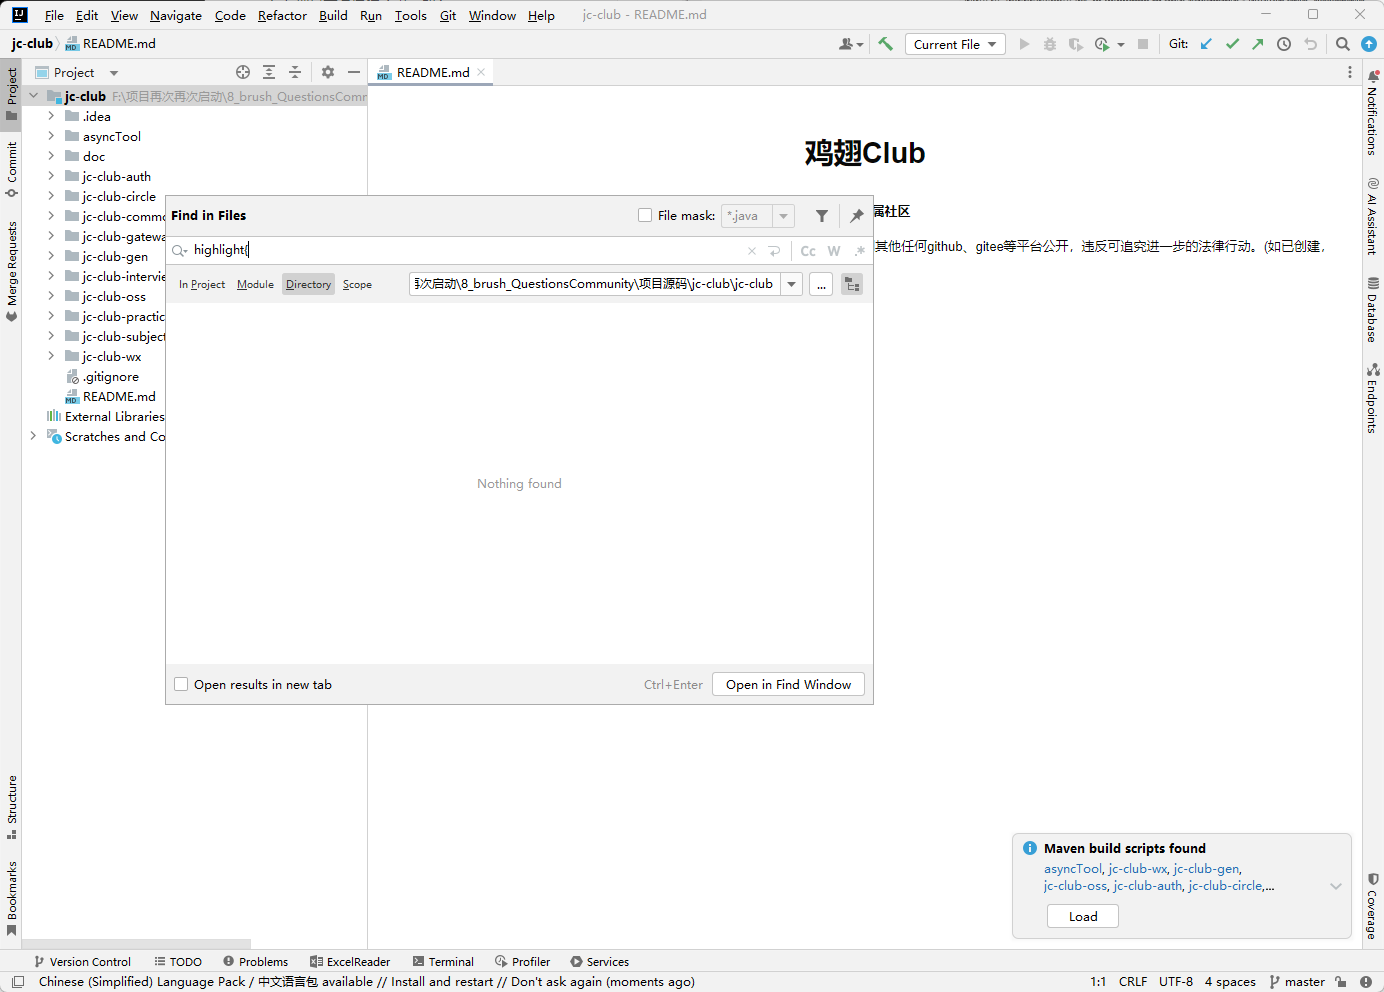 File Edit View Navigate Code Refactor Build Run Tools Git Window Help jc-club - README.md
jc-club README.md Current File Git:
Project README.md
jc-club F:\项目再次再次启动\8_brush_QuestionsComm
.idea
asyncTool
doc
jc-club-auth
jc-club-circle
jc-club-commo
jc-club-gatewa
jc-club-gen
jc-club-intervie
jc-club-oss
jc-club-practic
jc-club-subject
jc-club-wx
.gitignore
README.md
External Libraries
Scratches and Co
鸡翅Club
属社区
其他任何github、gitee等平台公开，违反可追究进一步的法律行动。(如已创建，
Find in Files File mask: *.java
highlight( Cc W .*
In Project Module Directory Scope 次启动\8_brush_QuestionsCommunity\项目源码\jc-club\jc-club ...
Nothing found
Open results in new tab Ctrl+Enter Open in Find Window
Maven build scripts found
asyncTool, jc-club-wx, jc-club-gen,
jc-club-oss, jc-club-auth, jc-club-circle,...
Load
Project
Commit
Merge Requests
Structure
Bookmarks
Notifications
AI Assistant
Database
Endpoints
Coverage
Version Control TODO Problems ExcelReader Terminal Profiler Services
Chinese (Simplified) Language Pack / 中文语言包 available // Install and restart // Don't ask again (moments ago) 1:1 CRLF UTF-8 4 spaces master